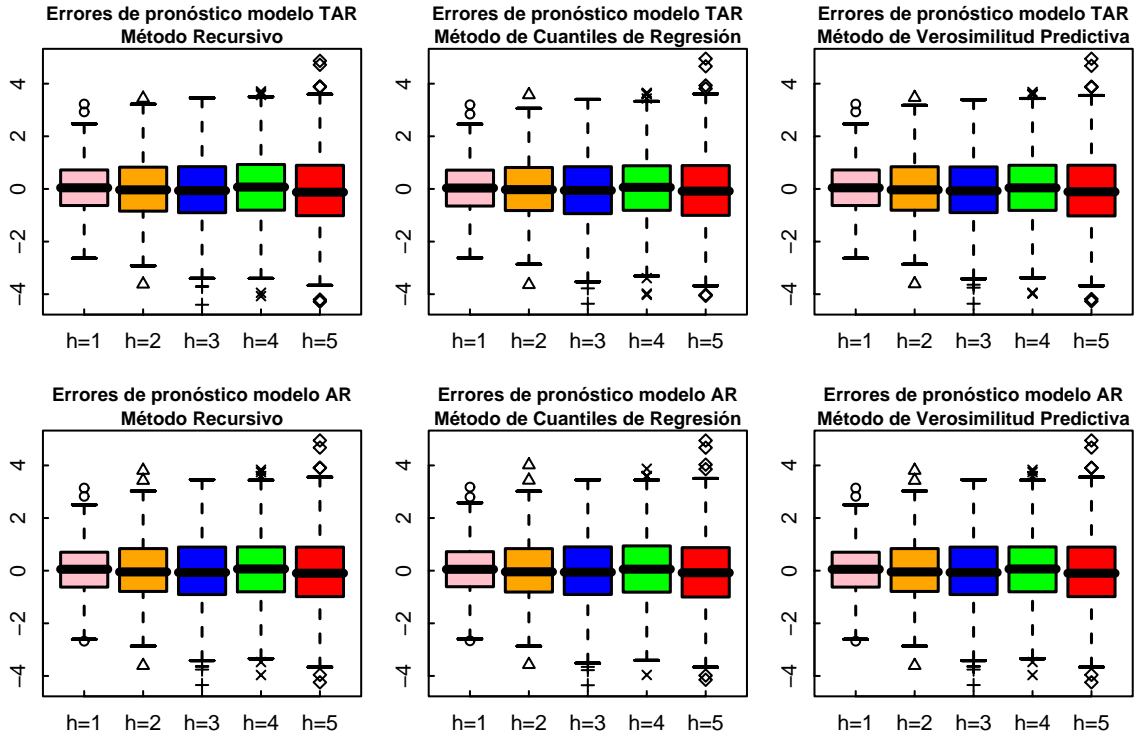 Errores de pronóstico modelo TAR
Método Recursivo
4
2
0
−2
−4
h=1 h=2 h=3 h=4 h=5
Errores de pronóstico modelo TAR
Método de Cuantiles de Regresión
4
2
0
−2
−4
h=1 h=2 h=3 h=4 h=5
Errores de pronóstico modelo TAR
Método de Verosimilitud Predictiva
4
2
0
−2
−4
h=1 h=2 h=3 h=4 h=5
Errores de pronóstico modelo AR
Método Recursivo
4
2
0
−2
−4
h=1 h=2 h=3 h=4 h=5
Errores de pronóstico modelo AR
Método de Cuantiles de Regresión
4
2
0
−2
−4
h=1 h=2 h=3 h=4 h=5
Errores de pronóstico modelo AR
Método de Verosimilitud Predictiva
4
2
0
−2
−4
h=1 h=2 h=3 h=4 h=5